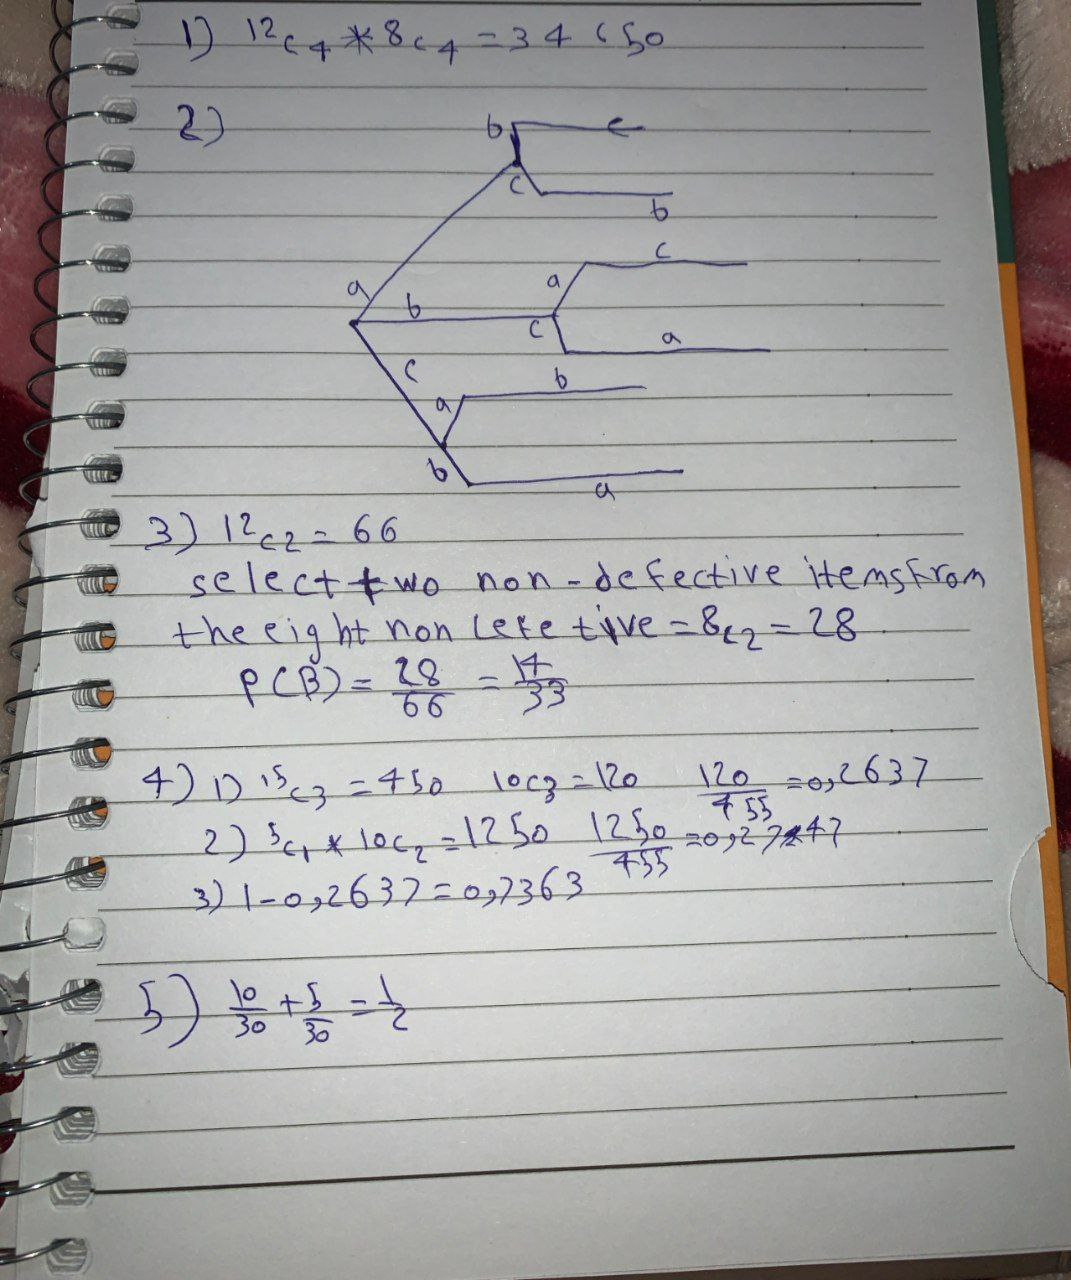 1) 12c4 * 8c4 = 34650
2)
b c
c b
a
a c
b
c a
c
a b
b a
3) 12c2 = 66
select two non-defective items from
the eight non defective = 8c2 = 28
P(B) = 28/66 = 14/33
4) 1) 15c3 = 450 10c3 = 120 120/455 = 0,2637
2) 5c1 * 10c2 = 1250 1250/455 = 0,2747
3) 1-0,2637 = 0,7363
5) 10/30 + 5/30 = 1/2